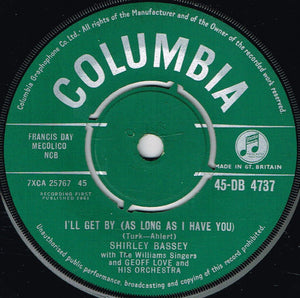 Columbia Graphophone Co. Ltd. All rights of the Manufacturer and of the Owner of the recorded work reserved
COLUMBIA
FRANCIS DAY
MECOLICO
NCB
MADE IN GT. BRITAIN
7XCA 25767 45
45-DB 4737
RECORDING FIRST
PUBLISHED 1961
I'LL GET BY (AS LONG AS I HAVE YOU)
(Turk—Ahlert)
SHIRLEY BASSEY
with The Williams Singers
and GEOFF LOVE and
HIS ORCHESTRA
Unauthorised public performance, broadcasting and copying of this record prohibited